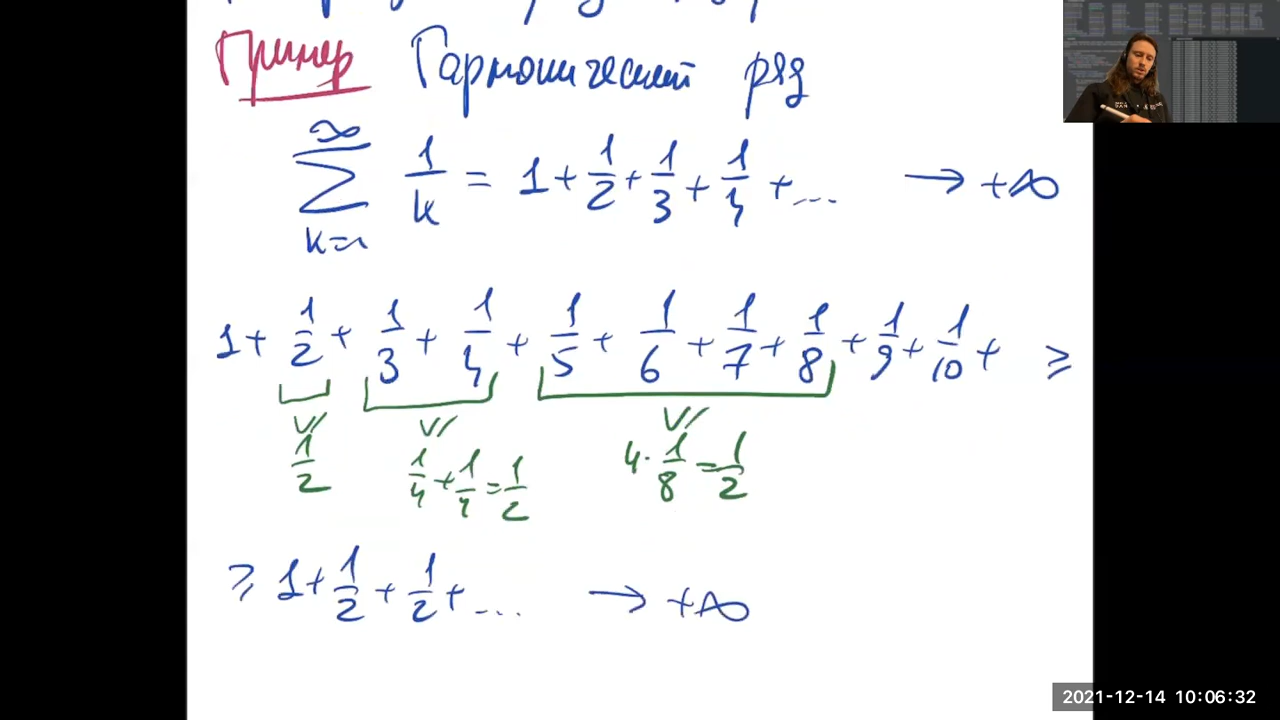 Пример Гармонический ряд
∞
∑ 1/k = 1 + 1/2 + 1/3 + 1/4 + ... → +∞
k=1
1 + 1/2 + 1/3 + 1/4 + 1/5 + 1/6 + 1/7 + 1/8 + 1/9 + 1/10 + ≥
V/ V/ V/
1/2 1/4 + 1/4 = 1/2 4 · 1/8 = 1/2
≥ 1 + 1/2 + 1/2 + ... → +∞
2021-12-14 10:06:32